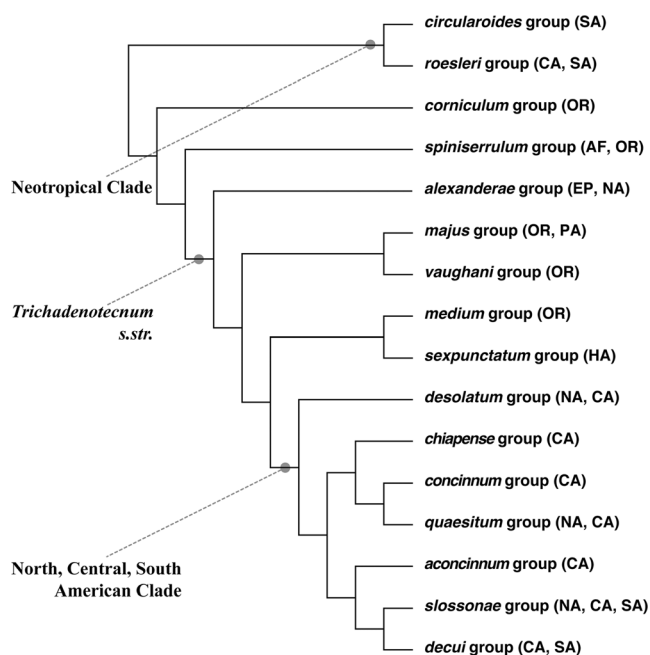 circularoides group (SA)
roesleri group (CA, SA)
corniculum group (OR)
spiniserrulum group (AF, OR)
Neotropical Clade
alexanderae group (EP, NA)
majus group (OR, PA)
vaughani group (OR)
Trichadenotecnum
s.str.
medium group (OR)
sexpunctatum group (HA)
desolatum group (NA, CA)
chiapense group (CA)
concinnum group (CA)
quaesitum group (NA, CA)
North, Central, South
American Clade
aconcinnum group (CA)
slossonae group (NA, CA, SA)
decui group (CA, SA)